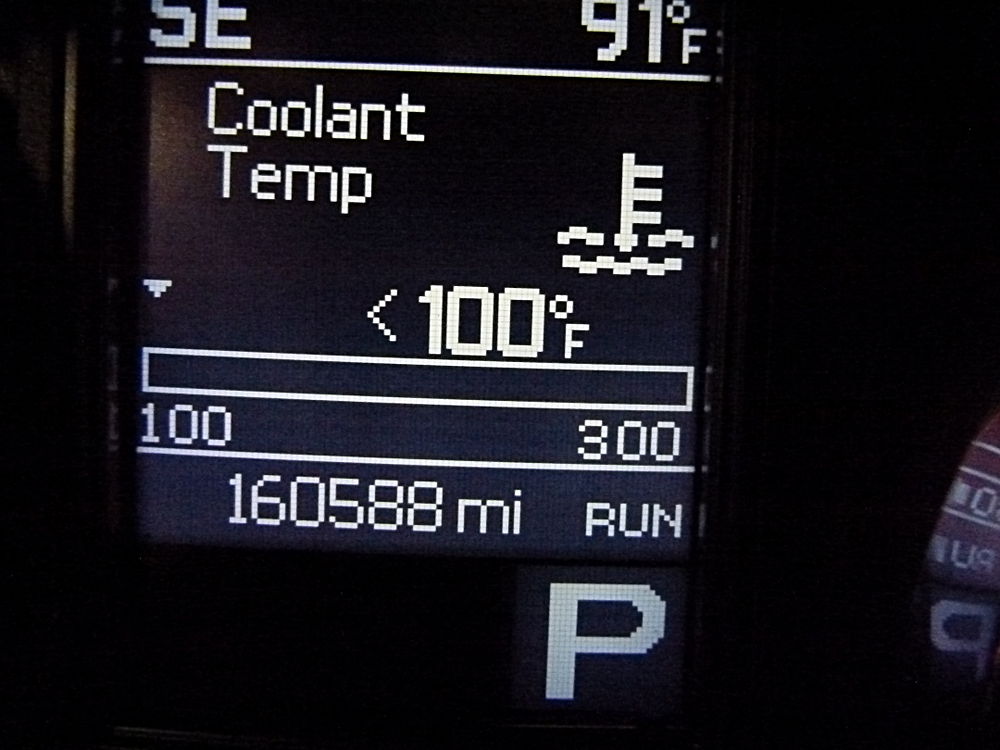 SE 91°F
Coolant
Temp
<100°F
100 300
160588 mi RUN
P